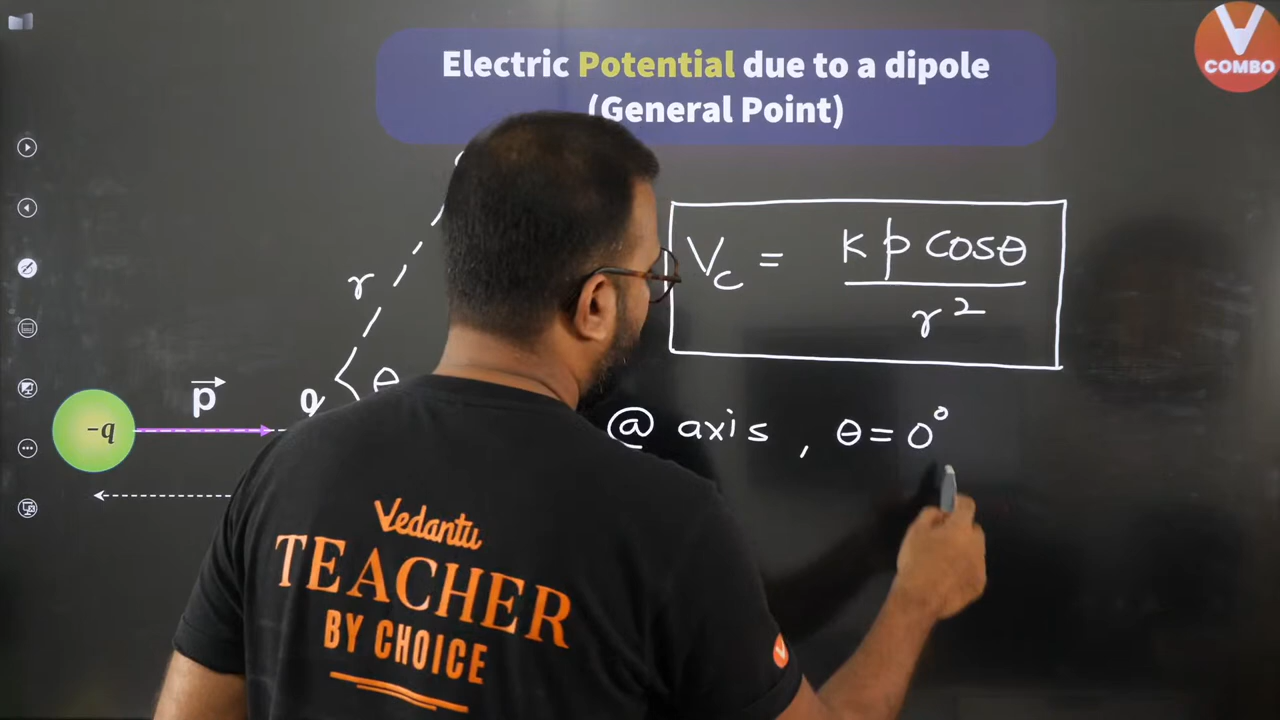 COMBO
Electric Potential due to a dipole
(General Point)
V_C = K p cosθ / r²
r
θ
p⃗
q
-q
@ axis , θ = 0°
Vedantu
TEACHER
BY CHOICE